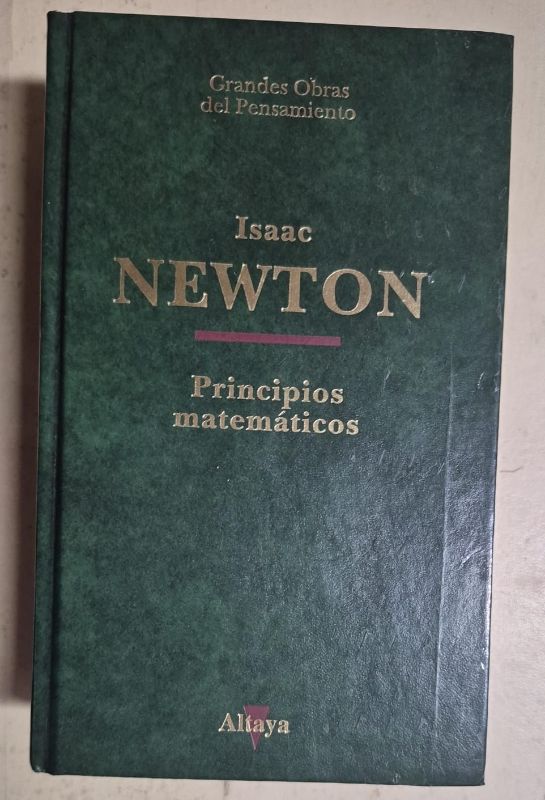 Grandes Obras
del Pensamiento
Isaac
NEWTON
Principios
matemáticos
Altaya